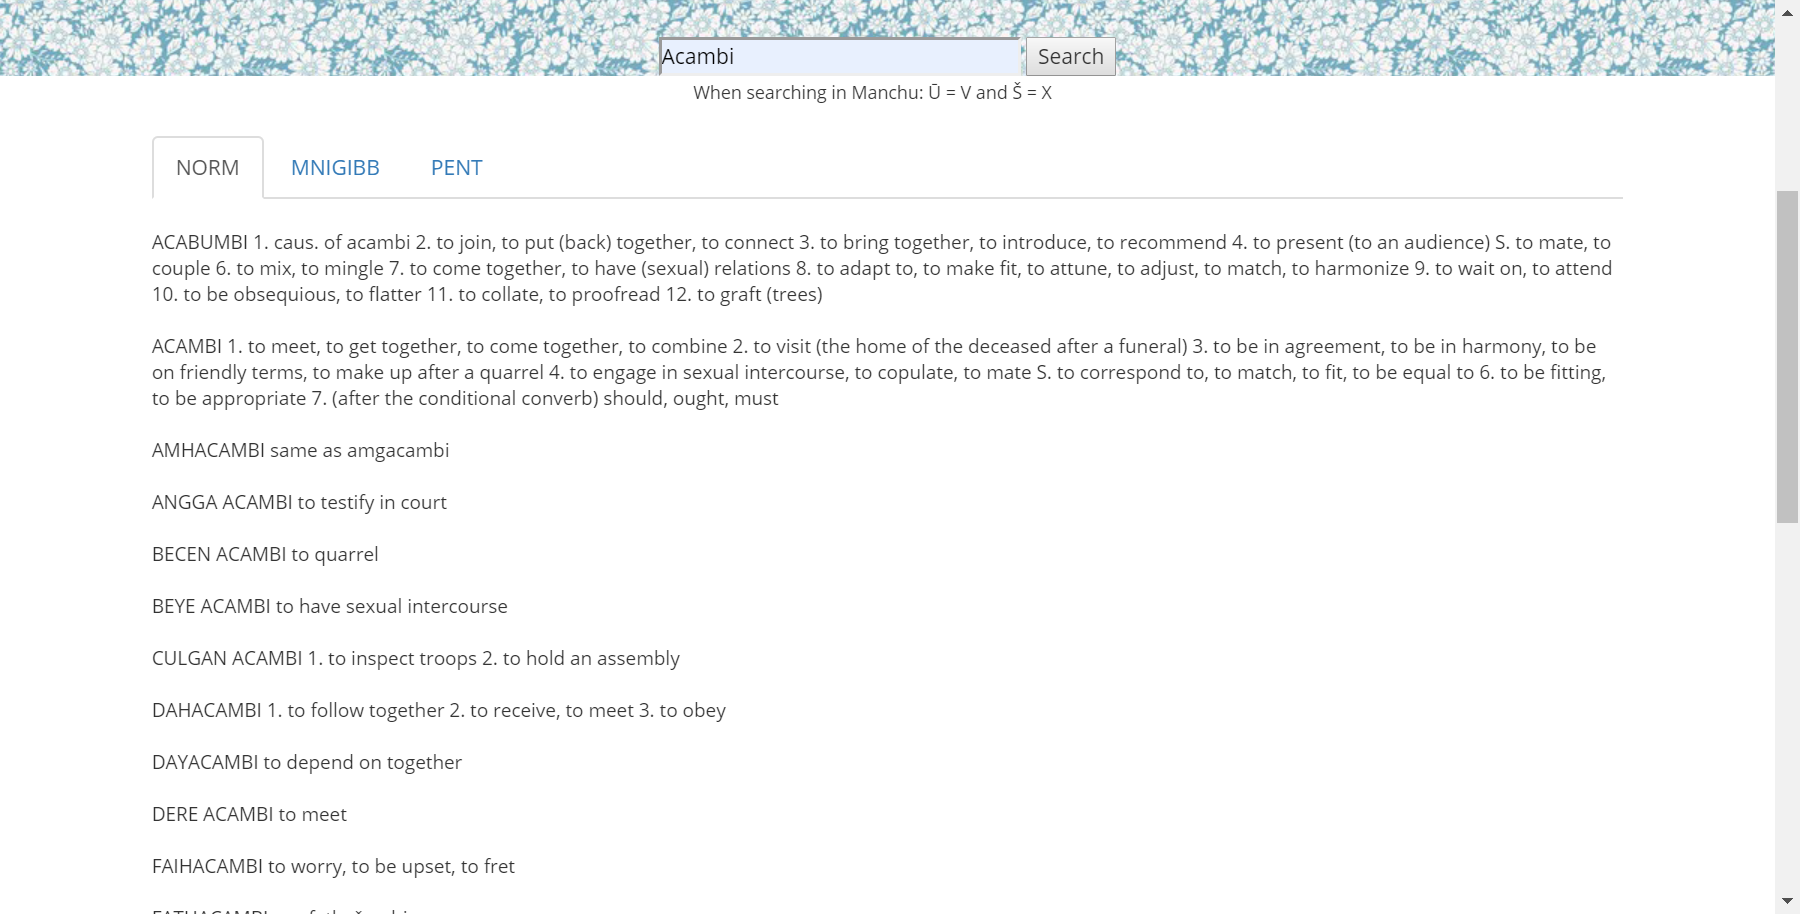 Acambi
Search
When searching in Manchu: Ū = V and Š = X
NORM
MNIGIBB
PENT
ACABUMBI 1. caus. of acambi 2. to join, to put (back) together, to connect 3. to bring together, to introduce, to recommend 4. to present (to an audience) S. to mate, to
couple 6. to mix, to mingle 7. to come together, to have (sexual) relations 8. to adapt to, to make fit, to attune, to adjust, to match, to harmonize 9. to wait on, to attend
10. to be obsequious, to flatter 11. to collate, to proofread 12. to graft (trees)
ACAMBI 1. to meet, to get together, to come together, to combine 2. to visit (the home of the deceased after a funeral) 3. to be in agreement, to be in harmony, to be
on friendly terms, to make up after a quarrel 4. to engage in sexual intercourse, to copulate, to mate S. to correspond to, to match, to fit, to be equal to 6. to be fitting,
to be appropriate 7. (after the conditional converb) should, ought, must
AMHACAMBI same as amgacambi
ANGGA ACAMBI to testify in court
BECEN ACAMBI to quarrel
BEYE ACAMBI to have sexual intercourse
CULGAN ACAMBI 1. to inspect troops 2. to hold an assembly
DAHACAMBI 1. to follow together 2. to receive, to meet 3. to obey
DAYACAMBI to depend on together
DERE ACAMBI to meet
FAIHACAMBI to worry, to be upset, to fret